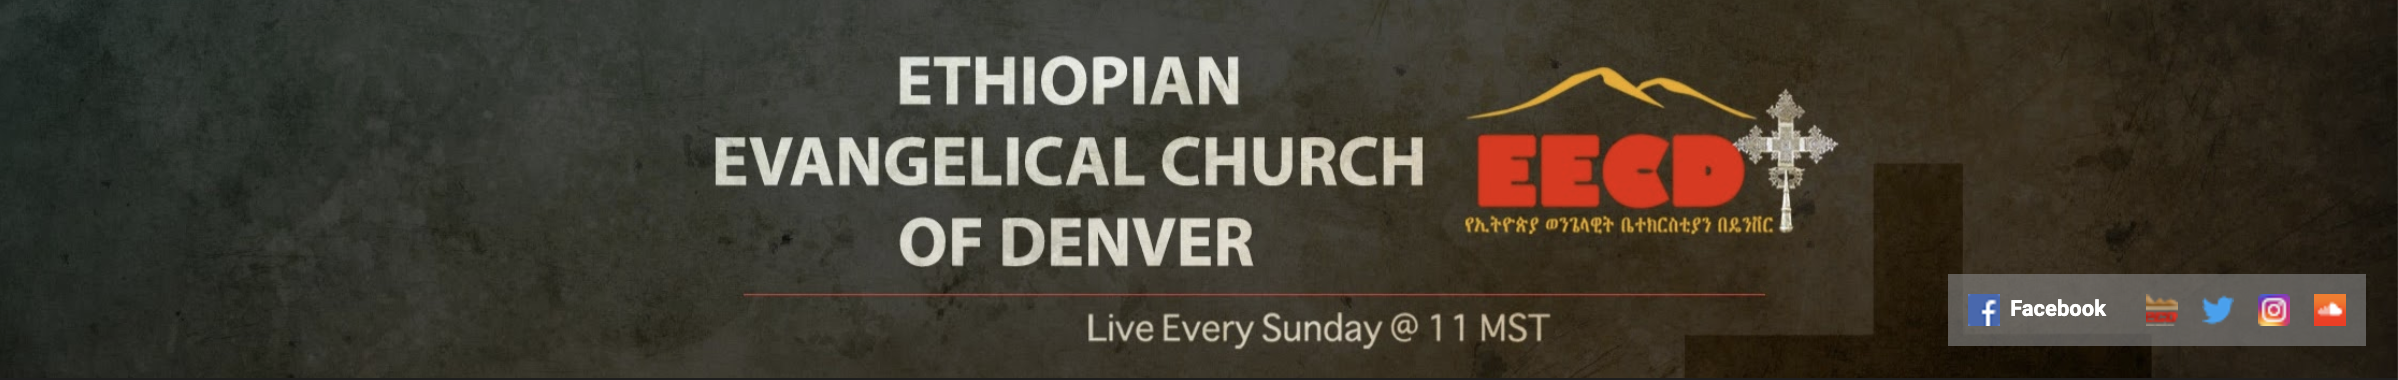 ETHIOPIAN
EVANGELICAL CHURCH
OF DENVER
EECD
የኢትዮጵያ ወንጌላዊት ቤተክርስቲያን በዴንቨር
Live Every Sunday @ 11 MST
Facebook